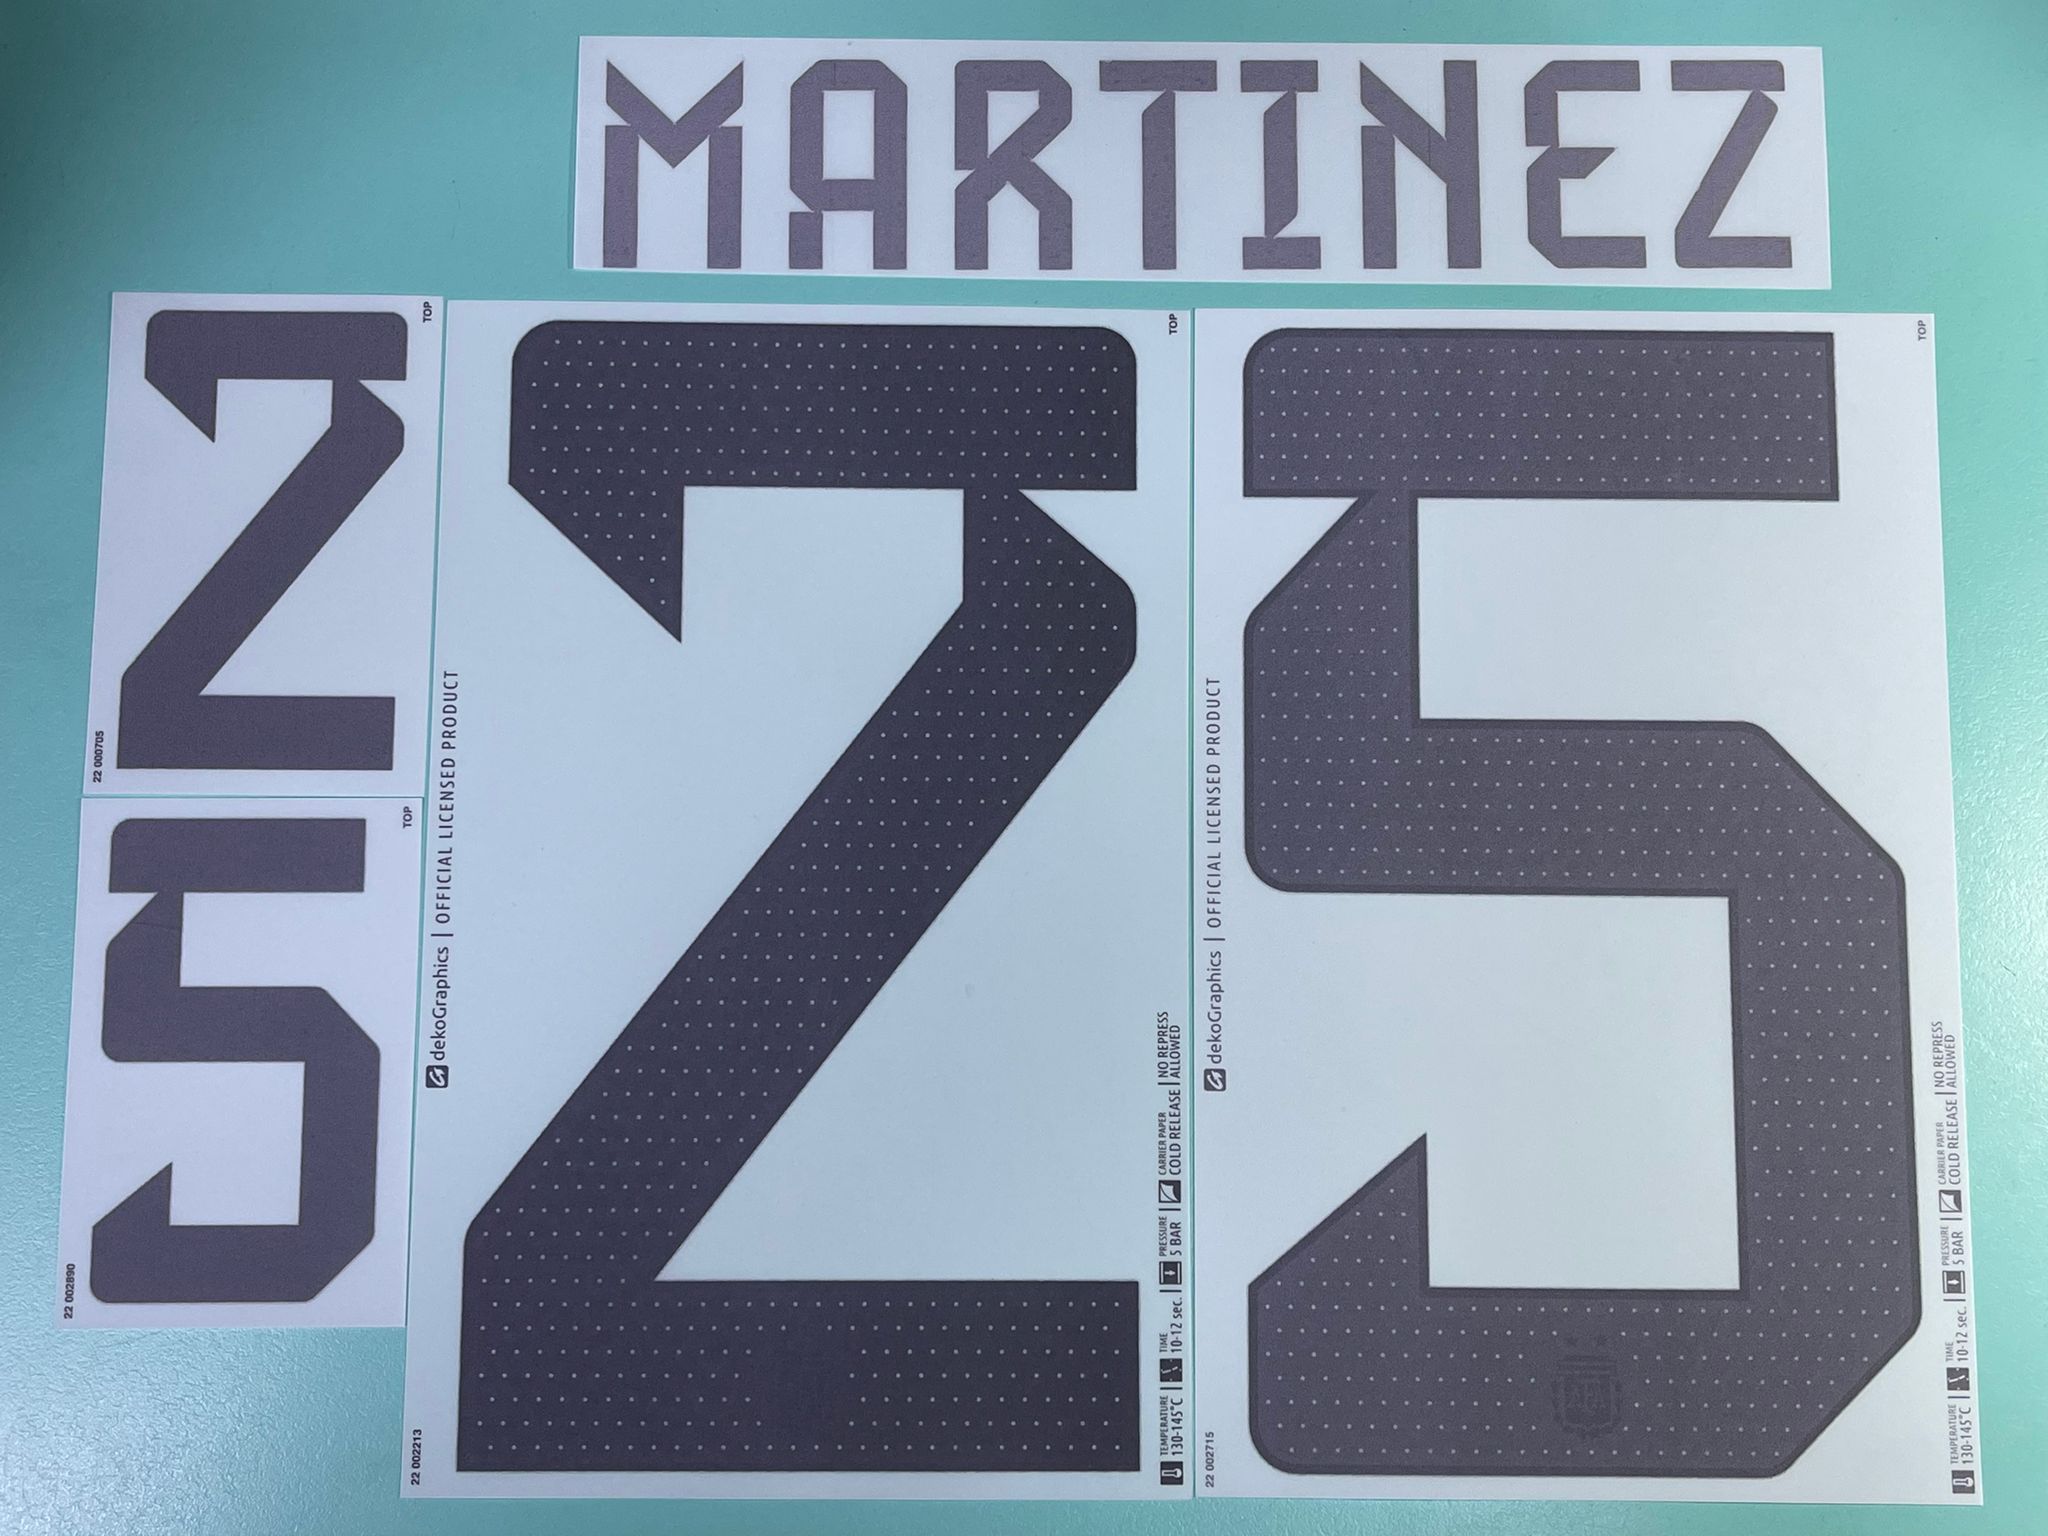 MARTINEZ
2
TOP
22 000705
5
TOP
22 002890
2
TOP
dekoGraphics | OFFICIAL LICENSED PRODUCT
22 002213
TEMPERATURE 130-145°C | TIME 10-12 sec. | PRESSURE 5 BAR | CARRIER PAPER COLD RELEASE | NO REPRESS ALLOWED
5
TOP
dekoGraphics | OFFICIAL LICENSED PRODUCT
22 002715
TEMPERATURE 130-145°C | TIME 10-12 sec. | PRESSURE 5 BAR | CARRIER PAPER COLD RELEASE | NO REPRESS ALLOWED